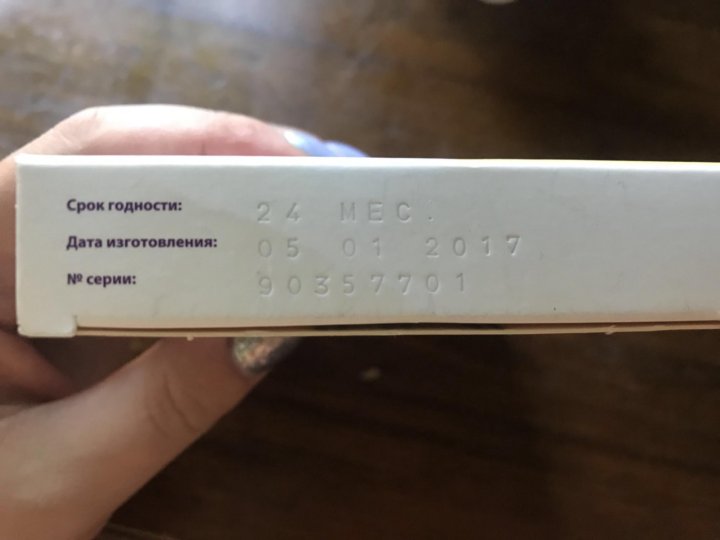 Срок годности: 24 МЕС.
Дата изготовления: 05 01 2017
№ серии: 90357701